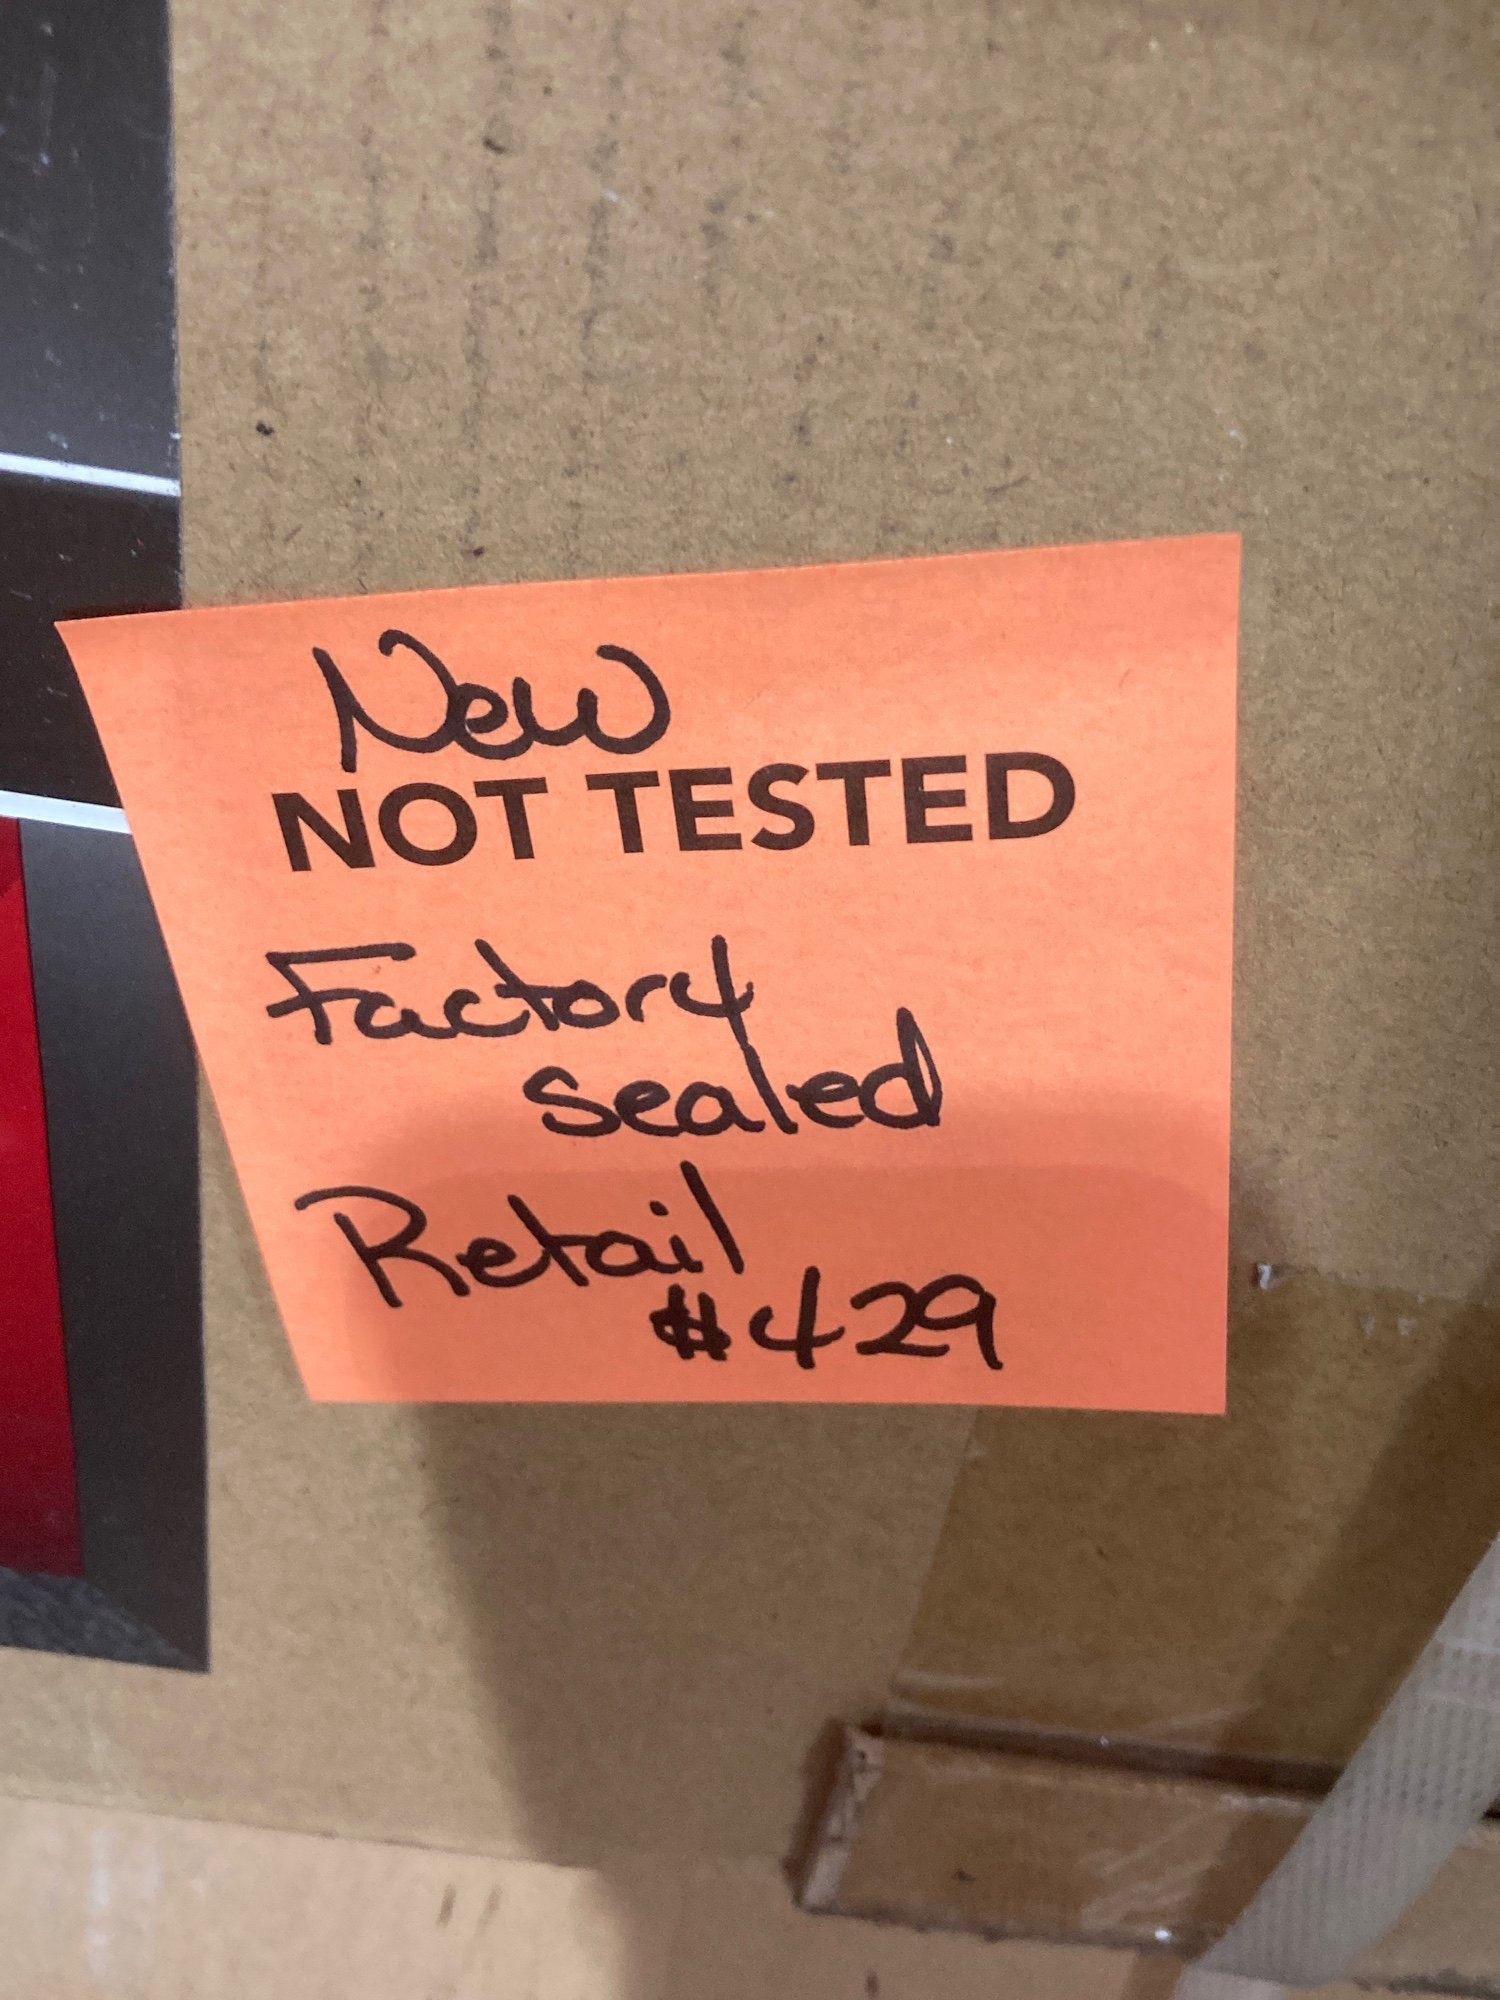 New
NOT TESTED
Factory
sealed
Retail
$429